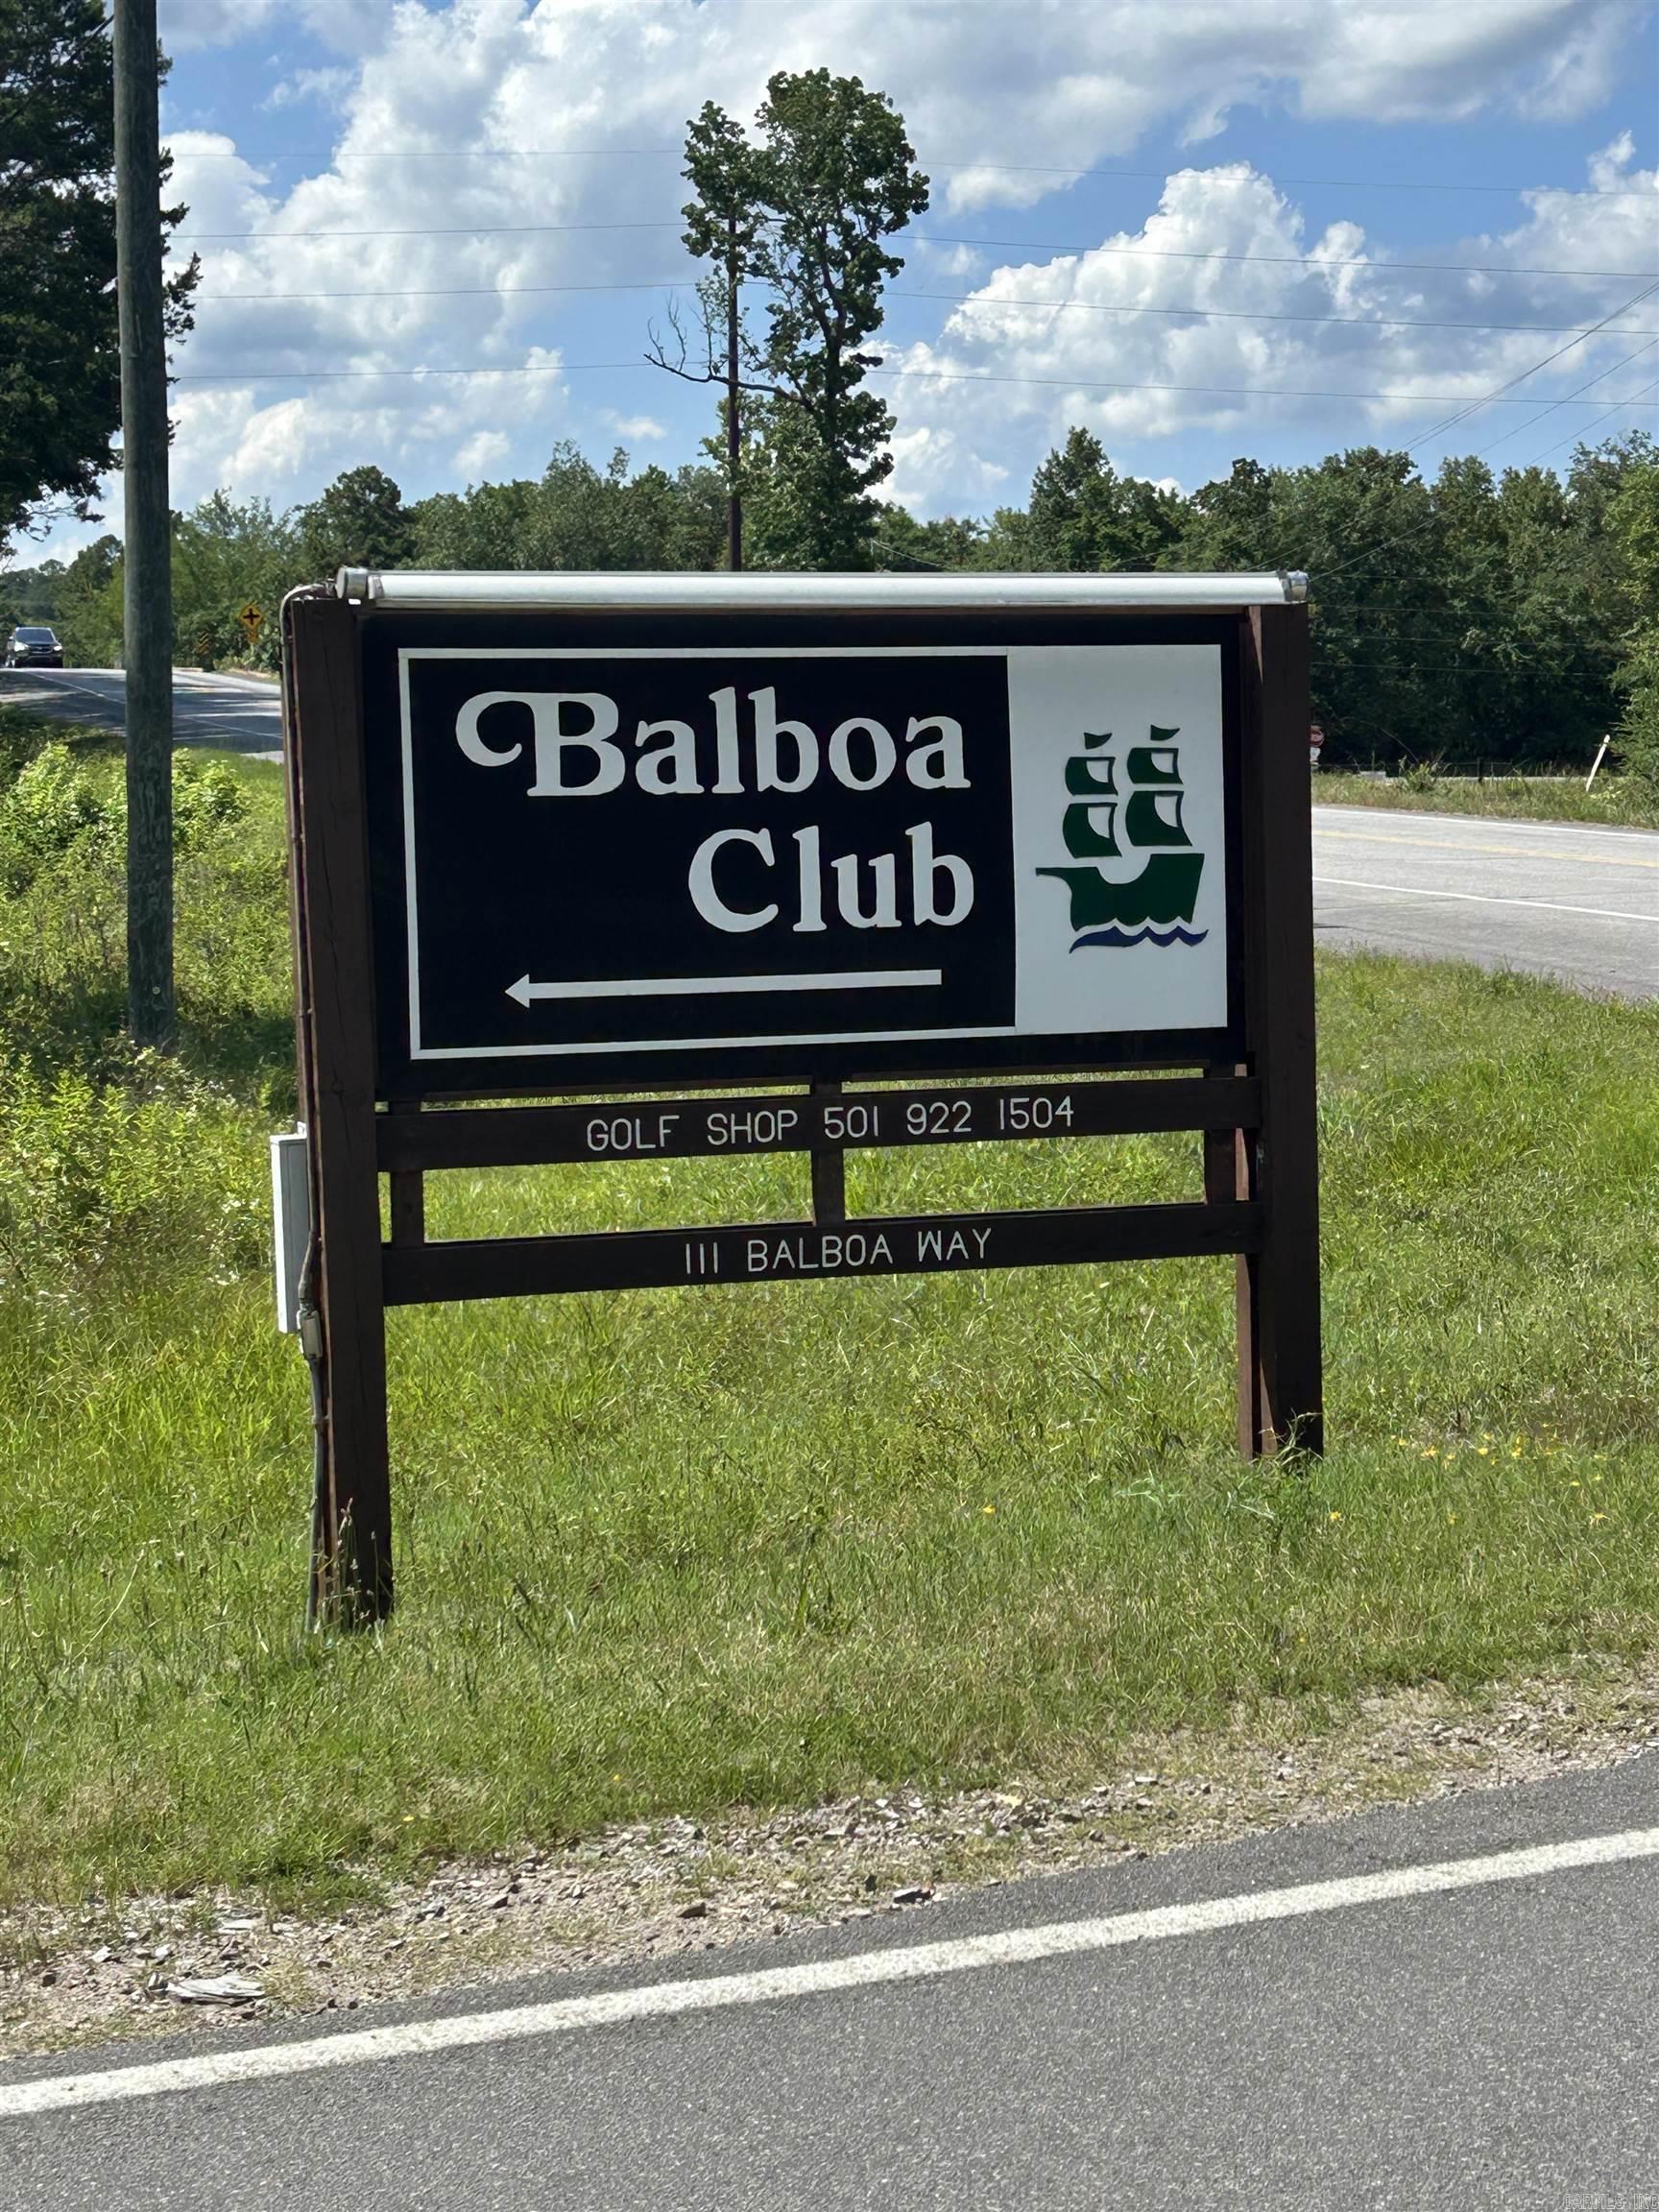 Balboa
Club
GOLF SHOP 501 922 1504
111 BALBOA WAY